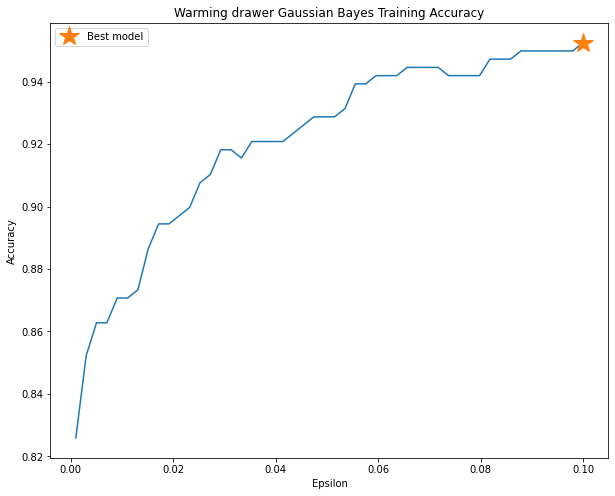 Warming drawer Gaussian Bayes Training Accuracy
Best model
0.94
0.92
0.90
0.88
0.86
0.84
0.82
Accuracy
0.00 0.02 0.04 0.06 0.08 0.10
Epsilon